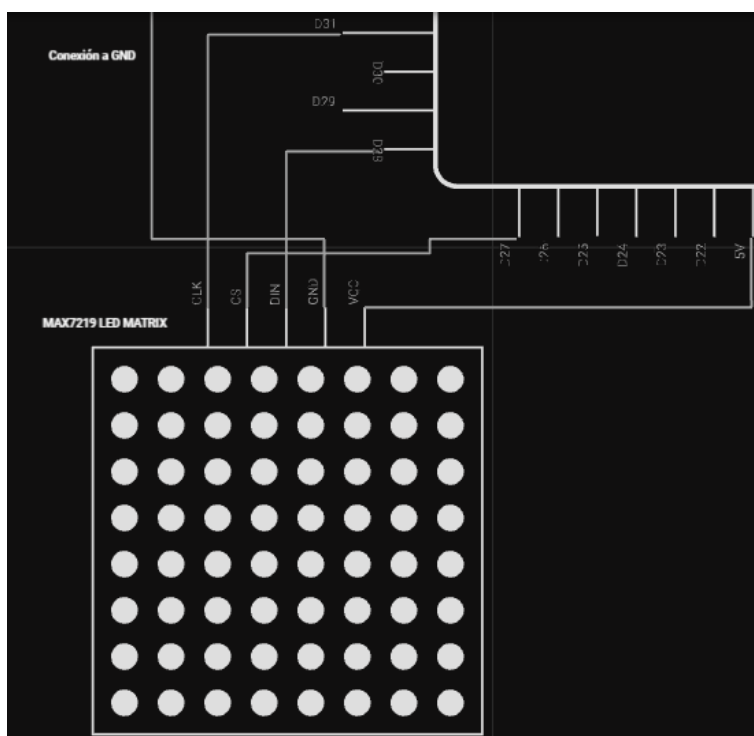 D31
Conexión a GND
D30
D29
D28
D27
D26
D25
D24
D23
D22
5V
CLK
CS
DIN
GND
VCC
MAX7219 LED MATRIX